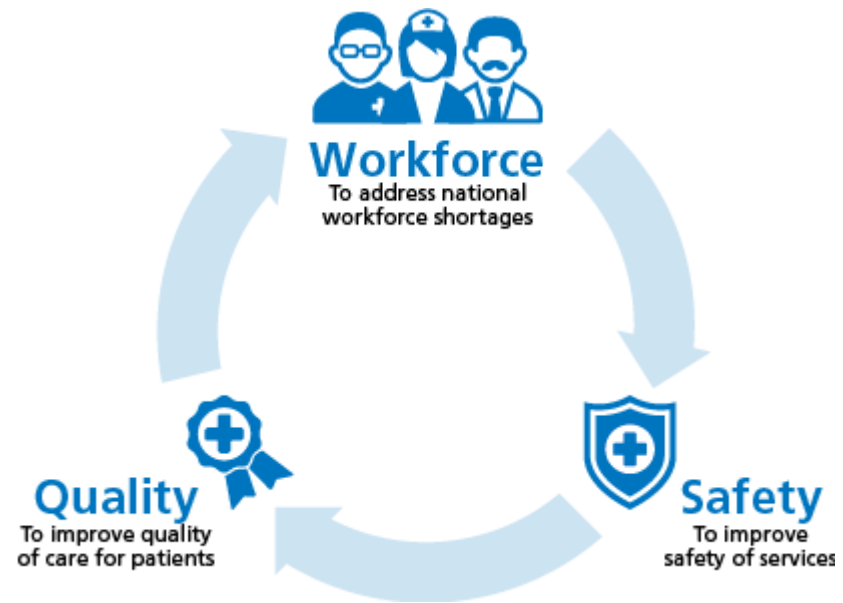 Workforce
To address national
workforce shortages
Quality
To improve quality
of care for patients
Safety
To improve
safety of services